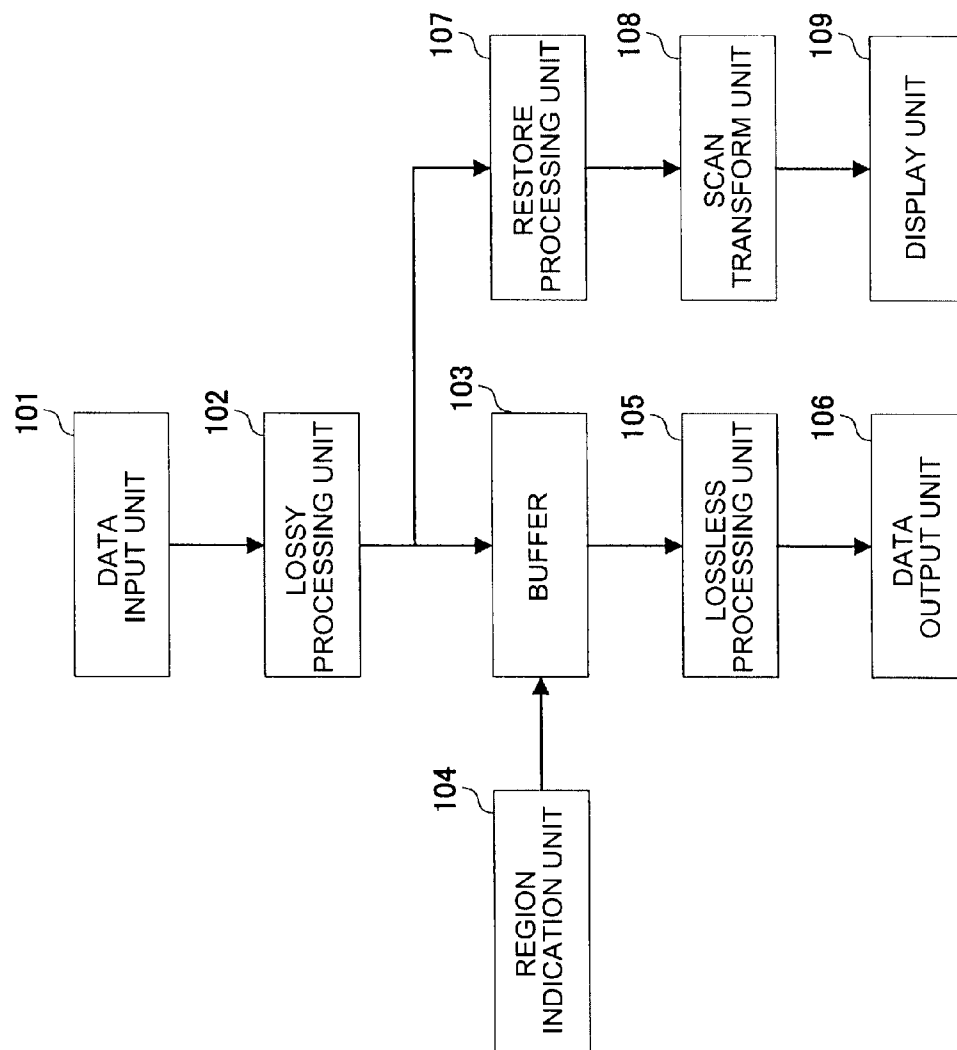 101
DATA
INPUT UNIT
102
LOSSY
PROCESSING UNIT
103
BUFFER
104
REGION
INDICATION UNIT
105
LOSSLESS
PROCESSING UNIT
106
DATA
OUTPUT UNIT
107
RESTORE
PROCESSING UNIT
108
SCAN
TRANSFORM UNIT
109
DISPLAY UNIT